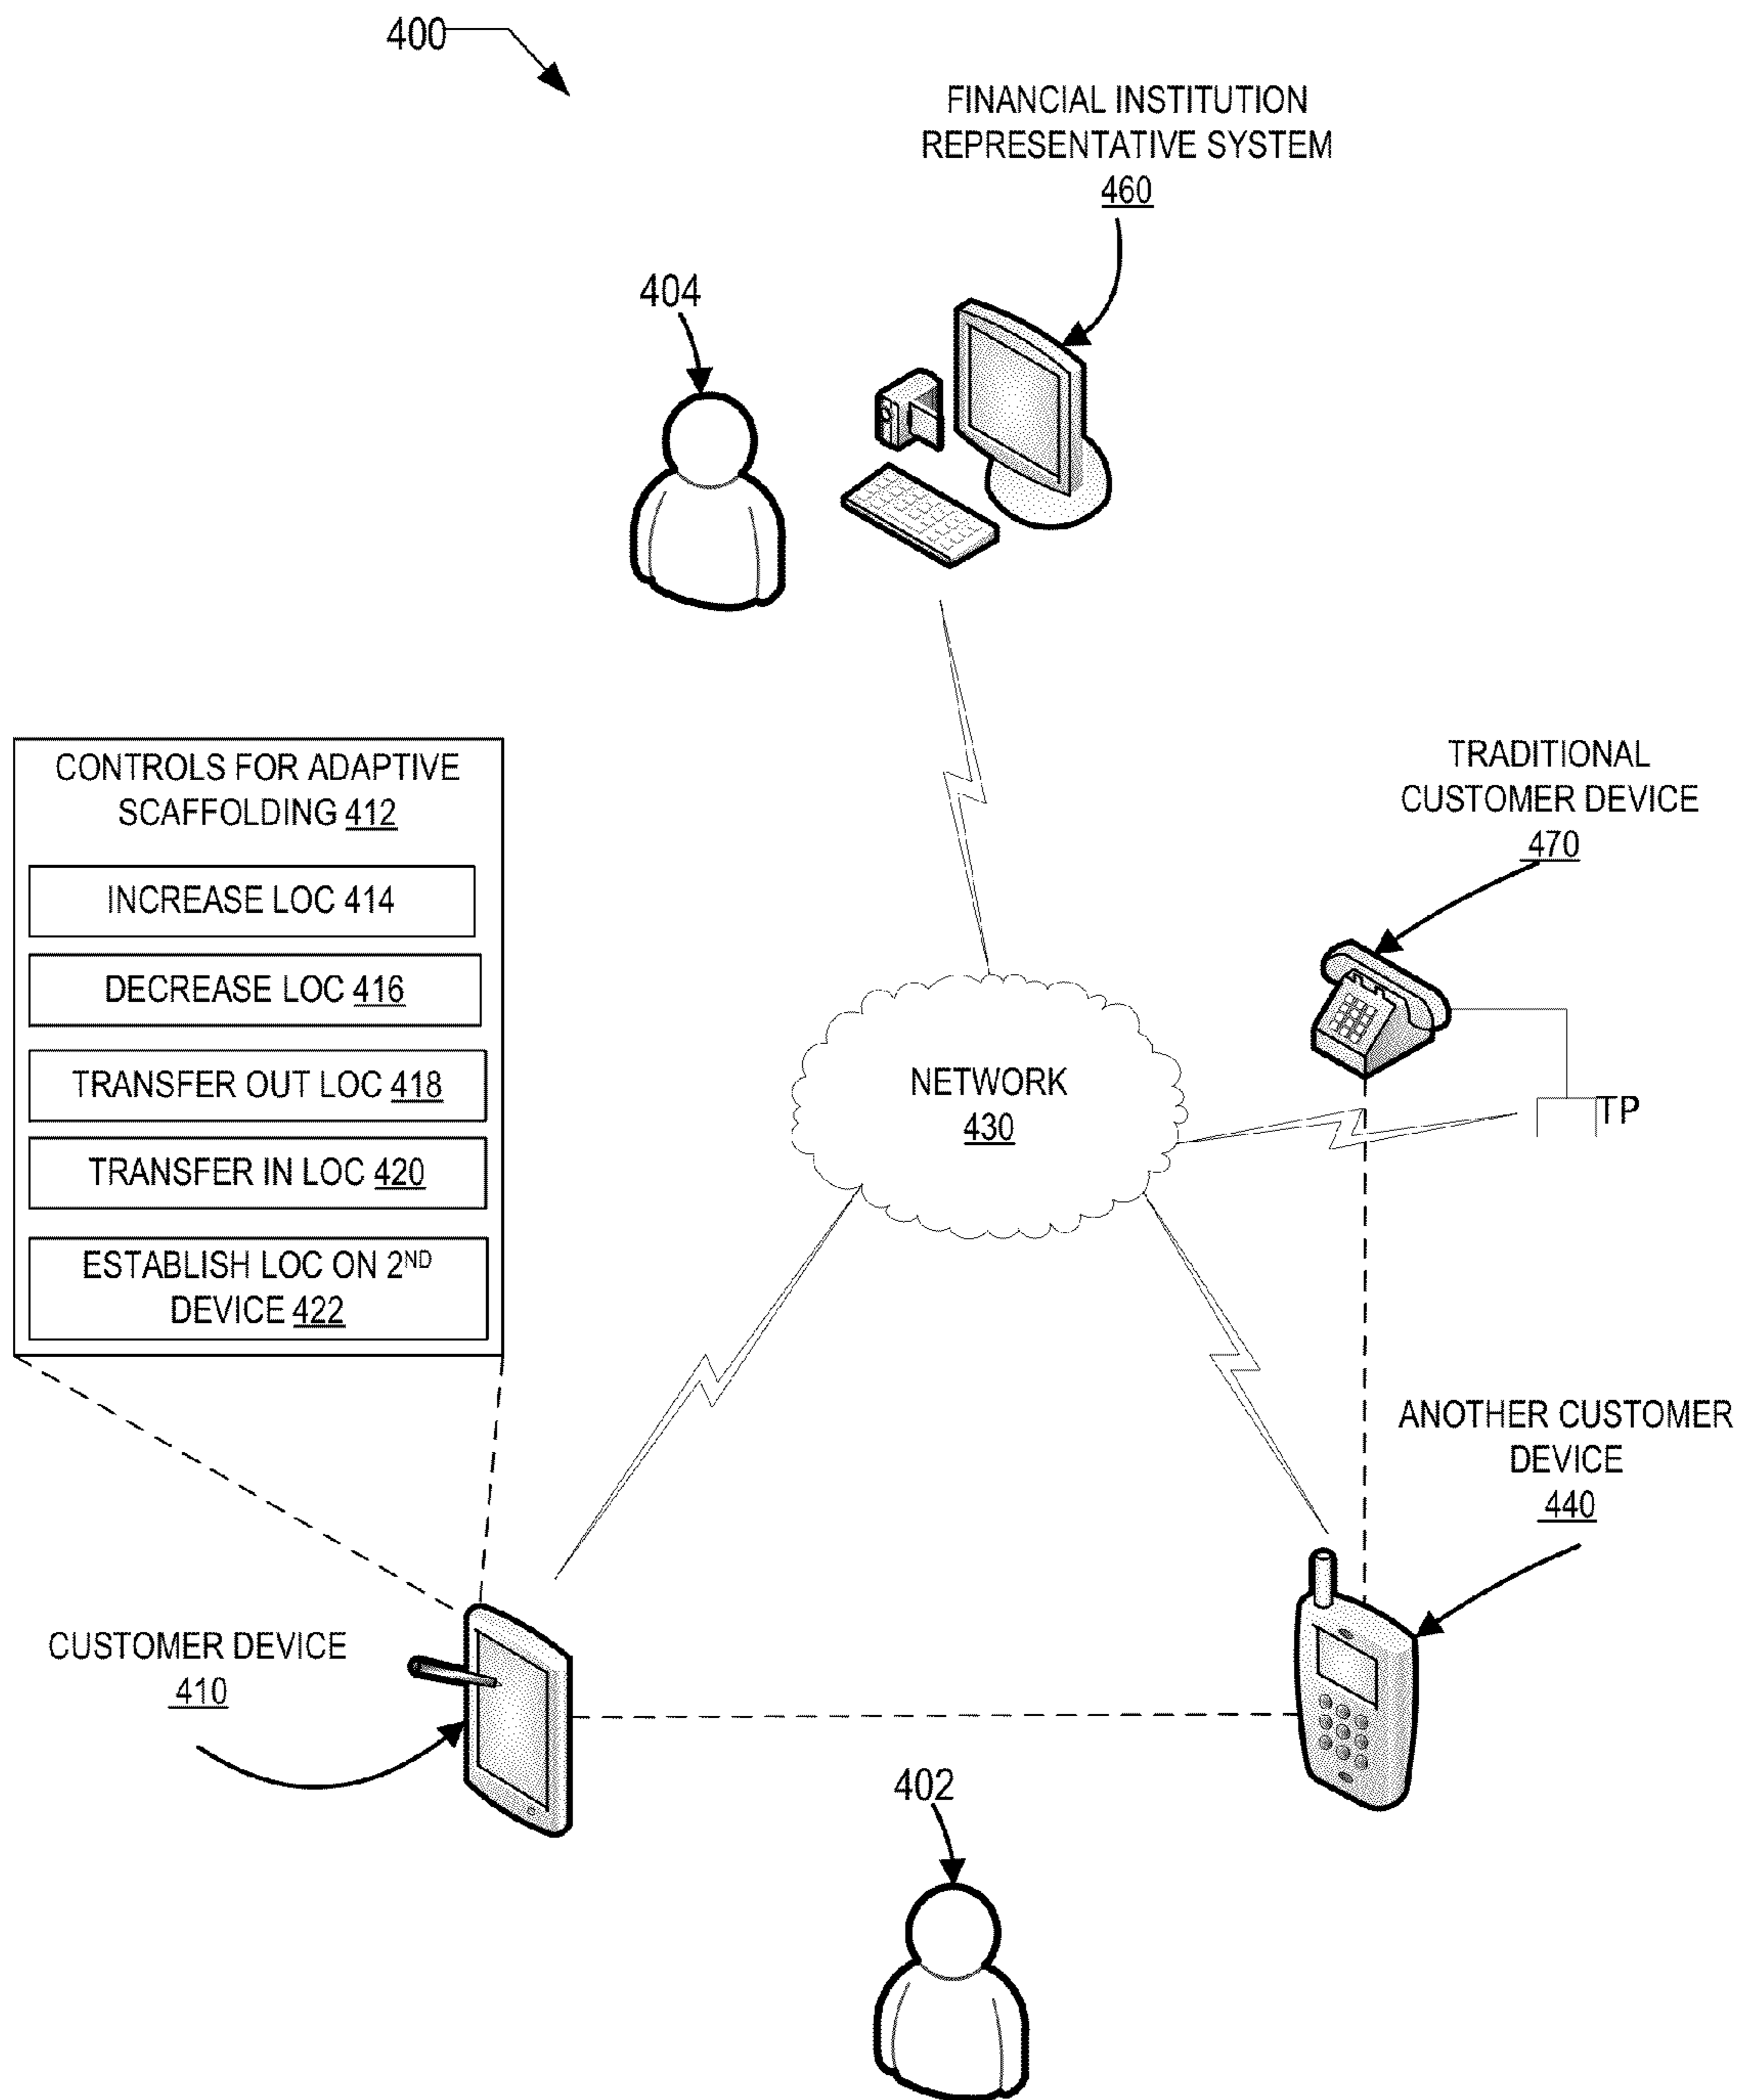 400
FINANCIAL INSTITUTION
REPRESENTATIVE SYSTEM
460
404
CONTROLS FOR ADAPTIVE
SCAFFOLDING 412
INCREASE LOC 414
DECREASE LOC 416
TRANSFER OUT LOC 418
TRANSFER IN LOC 420
ESTABLISH LOC ON 2ND
DEVICE 422
TRADITIONAL
CUSTOMER DEVICE
470
NETWORK
430
TP
ANOTHER CUSTOMER
DEVICE
440
CUSTOMER DEVICE
410
402